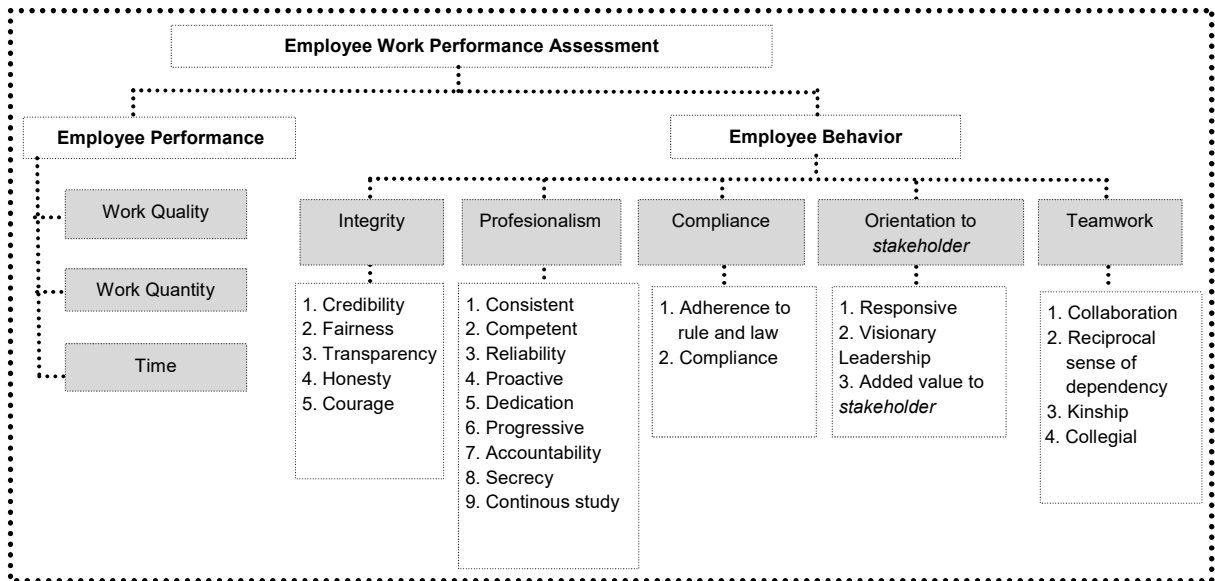 Employee Work Performance Assessment
Employee Performance
Employee Behavior
Work Quality
Work Quantity
Time
Integrity
1. Credibility
2. Fairness
3. Transparency
4. Honesty
5. Courage
Profesionalism
1. Consistent
2. Competent
3. Reliability
4. Proactive
5. Dedication
6. Progressive
7. Accountability
8. Secrecy
9. Continous study
Compliance
1. Adherence to
rule and law
2. Compliance
Orientation to
stakeholder
1. Responsive
2. Visionary
Leadership
3. Added value to
stakeholder
Teamwork
1. Collaboration
2. Reciprocal
sense of
dependency
3. Kinship
4. Collegial